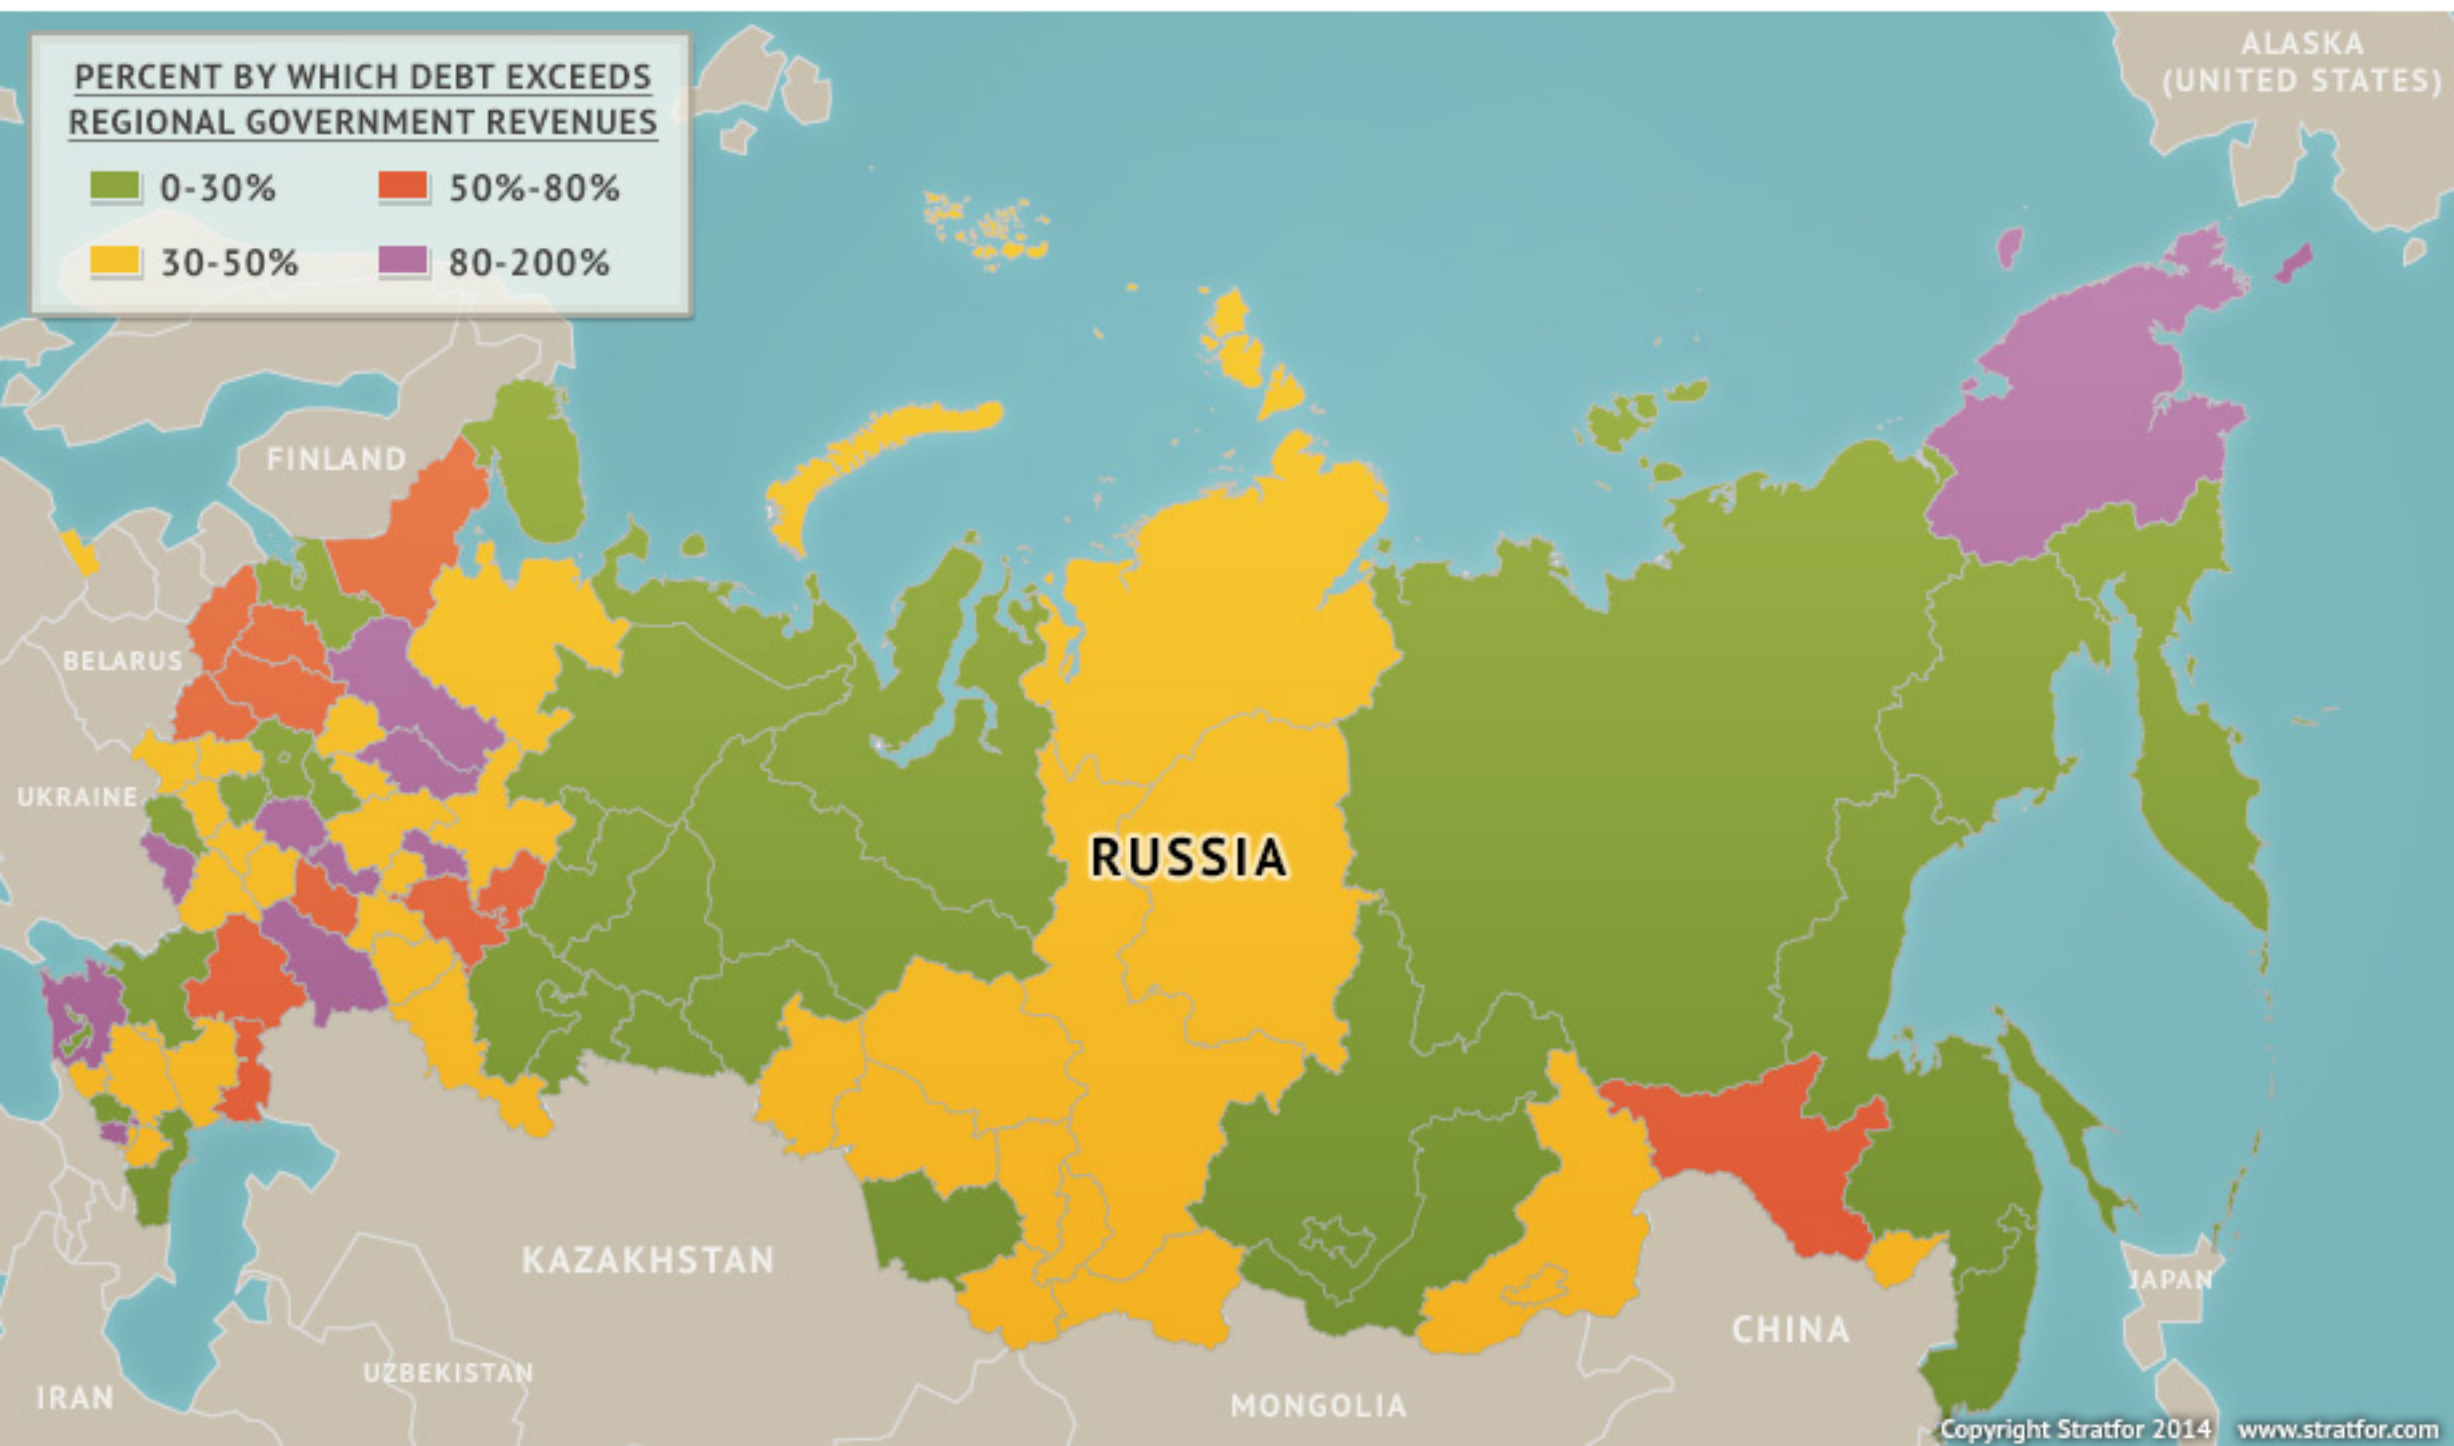 PERCENT BY WHICH DEBT EXCEEDS
REGIONAL GOVERNMENT REVENUES
0-30%
50%-80%
30-50%
80-200%
ALASKA
(UNITED STATES)
FINLAND
BELARUS
UKRAINE
RUSSIA
KAZAKHSTAN
JAPAN
CHINA
UZBEKISTAN
IRAN
MONGOLIA
Copyright Stratfor 2014 www.stratfor.com